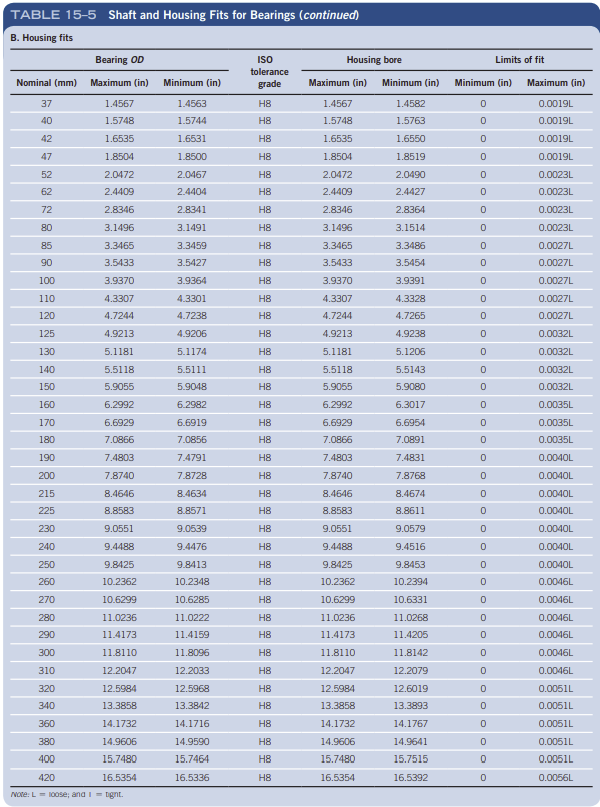 TABLE 15–5 Shaft and Housing Fits for Bearings (continued)
B. Housing fits
Bearing OD ISO tolerance grade Housing bore Limits of fit
Nominal (mm) Maximum (in) Minimum (in) Maximum (in) Minimum (in) Minimum (in) Maximum (in)
37 1.4567 1.4563 H8 1.4567 1.4582 0 0.0019L
40 1.5748 1.5744 H8 1.5748 1.5763 0 0.0019L
42 1.6535 1.6531 H8 1.6535 1.6550 0 0.0019L
47 1.8504 1.8500 H8 1.8504 1.8519 0 0.0019L
52 2.0472 2.0467 H8 2.0472 2.0490 0 0.0023L
62 2.4409 2.4404 H8 2.4409 2.4427 0 0.0023L
72 2.8346 2.8341 H8 2.8346 2.8364 0 0.0023L
80 3.1496 3.1491 H8 3.1496 3.1514 0 0.0023L
85 3.3465 3.3459 H8 3.3465 3.3486 0 0.0027L
90 3.5433 3.5427 H8 3.5433 3.5454 0 0.0027L
100 3.9370 3.9364 H8 3.9370 3.9391 0 0.0027L
110 4.3307 4.3301 H8 4.3307 4.3328 0 0.0027L
120 4.7244 4.7238 H8 4.7244 4.7265 0 0.0027L
125 4.9213 4.9206 H8 4.9213 4.9238 0 0.0032L
130 5.1181 5.1174 H8 5.1181 5.1206 0 0.0032L
140 5.5118 5.5111 H8 5.5118 5.5143 0 0.0032L
150 5.9055 5.9048 H8 5.9055 5.9080 0 0.0032L
160 6.2992 6.2982 H8 6.2992 6.3017 0 0.0035L
170 6.6929 6.6919 H8 6.6929 6.6954 0 0.0035L
180 7.0866 7.0856 H8 7.0866 7.0891 0 0.0035L
190 7.4803 7.4791 H8 7.4803 7.4831 0 0.0040L
200 7.8740 7.8728 H8 7.8740 7.8768 0 0.0040L
215 8.4646 8.4634 H8 8.4646 8.4674 0 0.0040L
225 8.8583 8.8571 H8 8.8583 8.8611 0 0.0040L
230 9.0551 9.0539 H8 9.0551 9.0579 0 0.0040L
240 9.4488 9.4476 H8 9.4488 9.4516 0 0.0040L
250 9.8425 9.8413 H8 9.8425 9.8453 0 0.0040L
260 10.2362 10.2348 H8 10.2362 10.2394 0 0.0046L
270 10.6299 10.6285 H8 10.6299 10.6331 0 0.0046L
280 11.0236 11.0222 H8 11.0236 11.0268 0 0.0046L
290 11.4173 11.4159 H8 11.4173 11.4205 0 0.0046L
300 11.8110 11.8096 H8 11.8110 11.8142 0 0.0046L
310 12.2047 12.2033 H8 12.2047 12.2079 0 0.0046L
320 12.5984 12.5968 H8 12.5984 12.6019 0 0.0051L
340 13.3858 13.3842 H8 13.3858 13.3893 0 0.0051L
360 14.1732 14.1716 H8 14.1732 14.1767 0 0.0051L
380 14.9606 14.9590 H8 14.9606 14.9641 0 0.0051L
400 15.7480 15.7464 H8 15.7480 15.7515 0 0.0051L
420 16.5354 16.5336 H8 16.5354 16.5392 0 0.0056L
Note: L = loose; and T = tight.